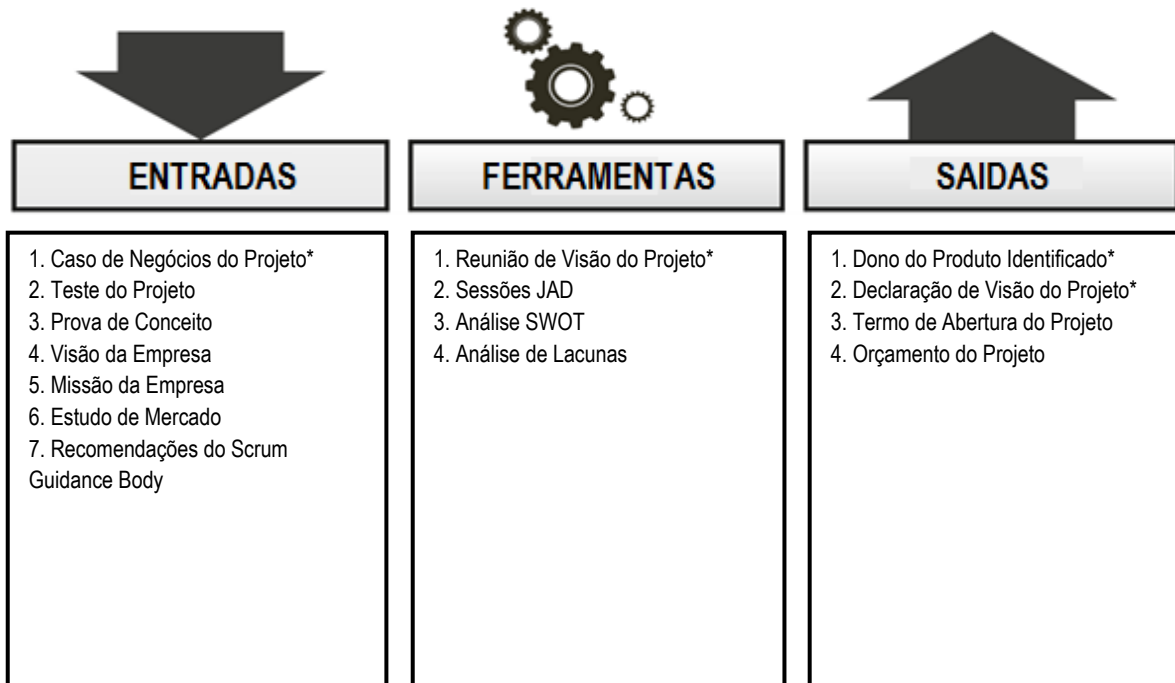 ENTRADAS
1. Caso de Negócios do Projeto*
2. Teste do Projeto
3. Prova de Conceito
4. Visão da Empresa
5. Missão da Empresa
6. Estudo de Mercado
7. Recomendações do Scrum
Guidance Body
FERRAMENTAS
1. Reunião de Visão do Projeto*
2. Sessões JAD
3. Análise SWOT
4. Análise de Lacunas
SAIDAS
1. Dono do Produto Identificado*
2. Declaração de Visão do Projeto*
3. Termo de Abertura do Projeto
4. Orçamento do Projeto